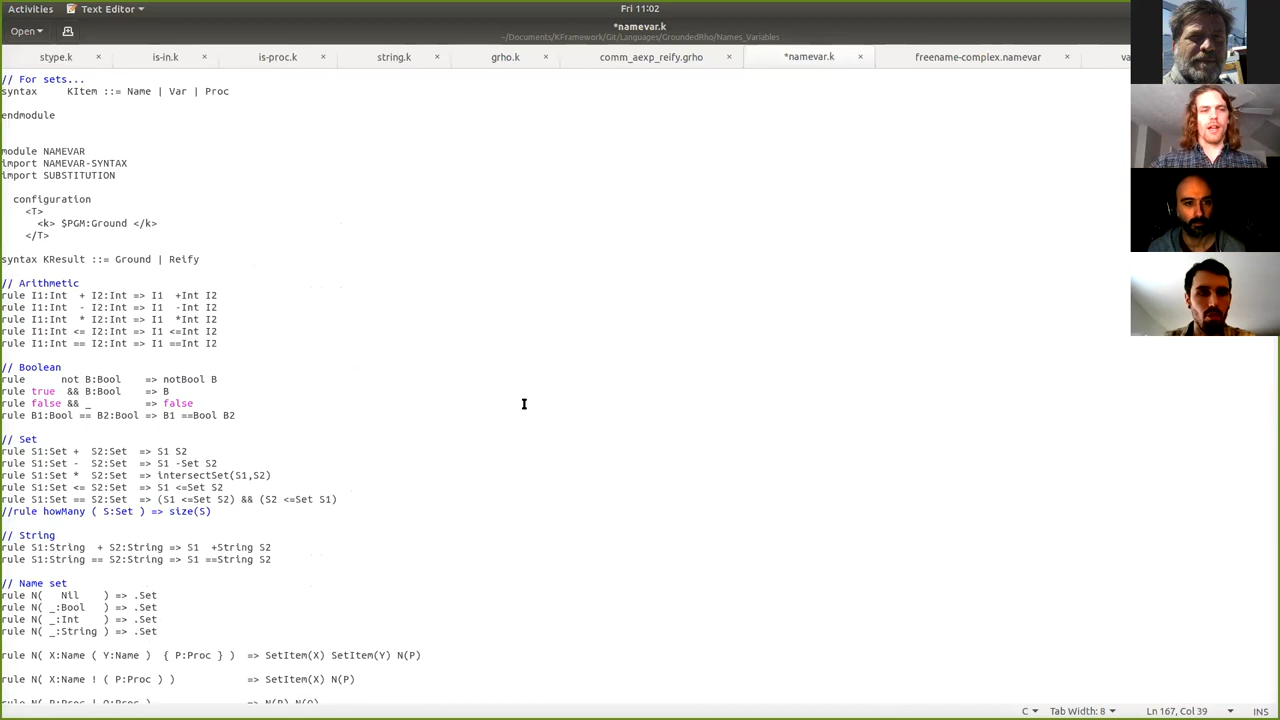 Activities Text Editor Fri 11:02
Open *namevar.k
~/Documents/KFramework/Git/Languages/GroundedRho/Names_Variables
stype.k × is-in.k × is-proc.k × string.k × grho.k × comm_aexp_reify.grho × *namevar.k × freename-complex.namevar × va
// For sets...
syntax KItem ::= Name | Var | Proc
endmodule
module NAMEVAR
import NAMEVAR-SYNTAX
import SUBSTITUTION
configuration
<T>
<k> $PGM:Ground </k>
</T>
syntax KResult ::= Ground | Reify
// Arithmetic
rule I1:Int + I2:Int => I1 +Int I2
rule I1:Int - I2:Int => I1 -Int I2
rule I1:Int * I2:Int => I1 *Int I2
rule I1:Int <= I2:Int => I1 <=Int I2
rule I1:Int == I2:Int => I1 ==Int I2
// Boolean
rule not B:Bool => notBool B
rule true && B:Bool => B
rule false && _ => false
rule B1:Bool == B2:Bool => B1 ==Bool B2
// Set
rule S1:Set + S2:Set => S1 S2
rule S1:Set - S2:Set => S1 -Set S2
rule S1:Set * S2:Set => intersectSet(S1,S2)
rule S1:Set <= S2:Set => S1 <=Set S2
rule S1:Set == S2:Set => (S1 <=Set S2) && (S2 <=Set S1)
//rule howMany ( S:Set ) => size(S)
// String
rule S1:String + S2:String => S1 +String S2
rule S1:String == S2:String => S1 ==String S2
// Name set
rule N( Nil ) => .Set
rule N( _:Bool ) => .Set
rule N( _:Int ) => .Set
rule N( _:String ) => .Set
rule N( X:Name ( Y:Name ) { P:Proc } ) => SetItem(X) SetItem(Y) N(P)
rule N( X:Name ! ( P:Proc ) ) => SetItem(X) N(P)
rule N( P:Proc | Q:Proc ) => N(P) N(Q)
C Tab Width: 8 Ln 167, Col 39 INS